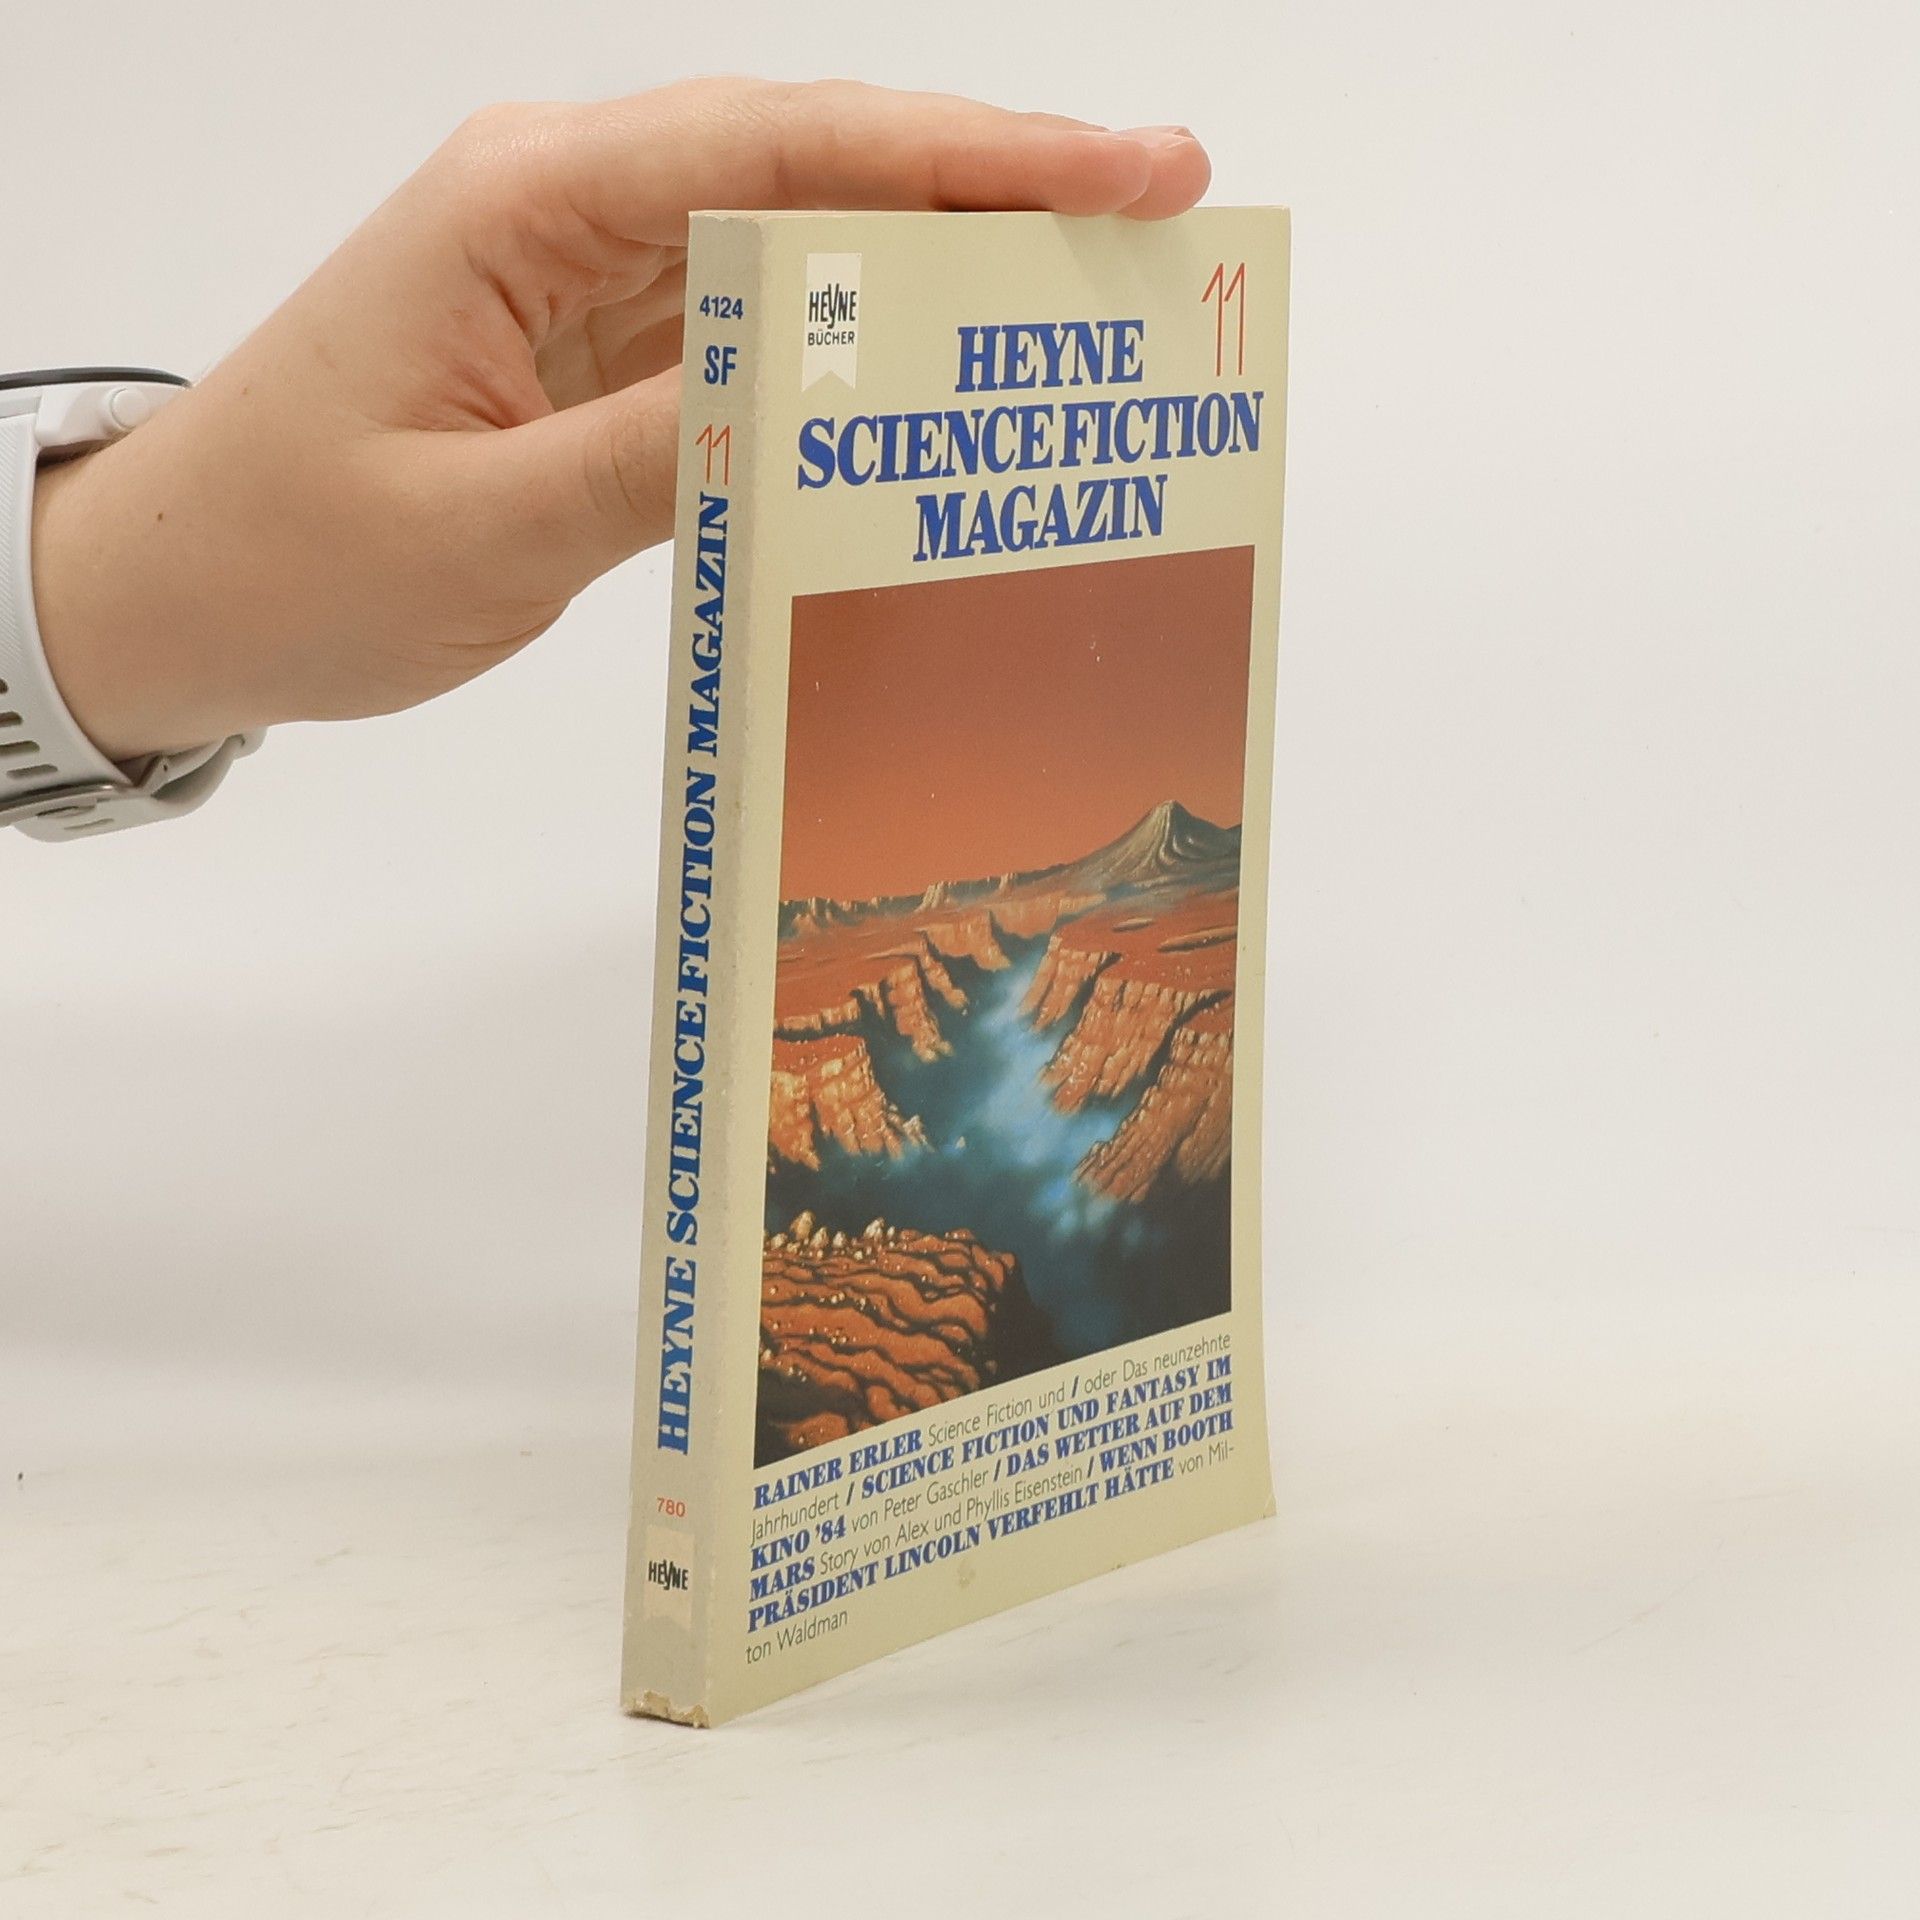 4124
SF
11
HEYNE SCIENCE FICTION MAGAZIN
780
HEYNE
HEYNE
BÜCHER
11
HEYNE
SCIENCE FICTION
MAGAZIN
RAINER ERLER Science Fiction und / oder Das neunzehnte
Jahrhundert / SCIENCE FICTION UND FANTASY IM
KINO '84 von Peter Gaschler / DAS WETTER AUF DEM
MARS Story von Alex und Phyllis Eisenstein / WENN BOOTH
PRÄSIDENT LINCOLN VERFEHLT HÄTTE von Mil-
ton Waldman